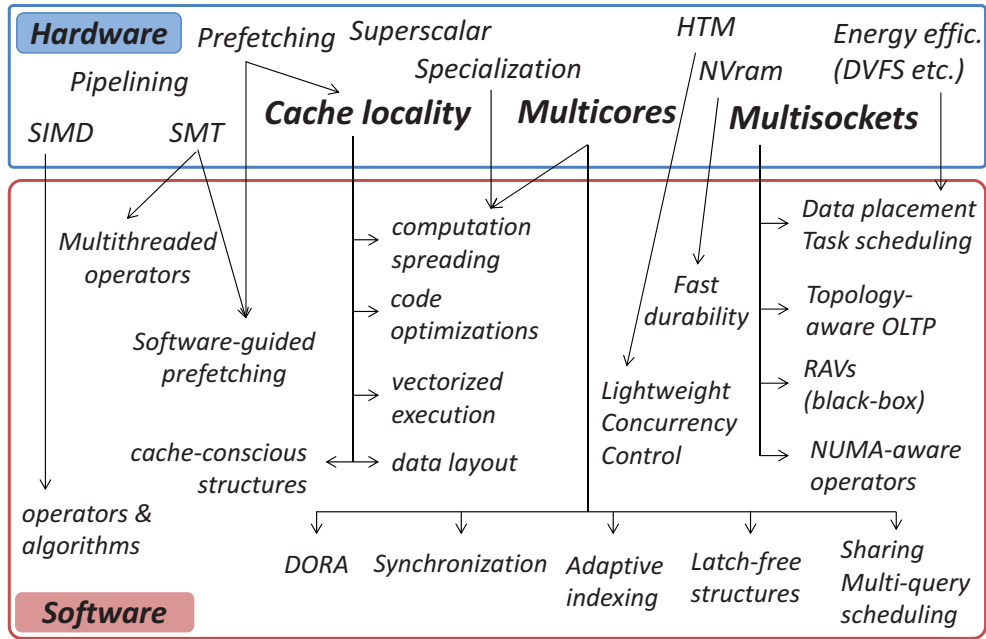 Hardware
Prefetching
Superscalar
HTM
Energy effic.
(DVFS etc.)
Pipelining
Specialization
NVram
SIMD
SMT
Cache locality
Multicores
Multisockets
Multithreaded
operators
computation
spreading
Data placement
Task scheduling
Fast
durability
code
optimizations
Topology-
aware OLTP
Software-guided
prefetching
vectorized
execution
Lightweight
Concurrency
Control
RAVs
(black-box)
cache-conscious
structures
data layout
NUMA-aware
operators
operators &
algorithms
DORA
Synchronization
Adaptive
indexing
Latch-free
structures
Sharing
Multi-query
scheduling
Software